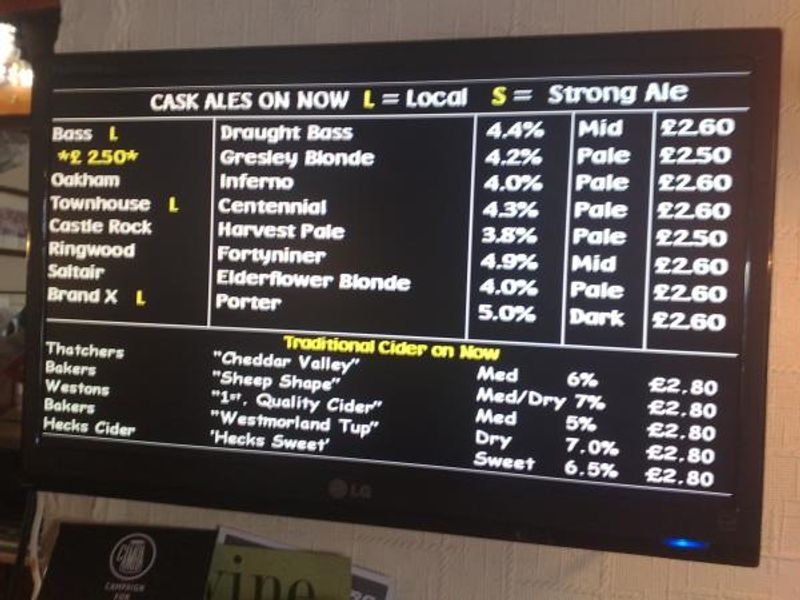 CASK ALES ON NOW L = Local S = Strong Ale
Bass L Draught Bass 4.4% Mid £2.60
*£ 2.50* Gresley Blonde 4.2% Pale £2.50
Oakham Inferno 4.0% Pale £2.60
Townhouse L Centennial 4.3% Pale £2.60
Castle Rock Harvest Pale 3.8% Pale £2.50
Ringwood Fortyniner 4.9% Mid £2.60
Saltair Elderflower Blonde 4.0% Pale £2.60
Brand X L Porter 5.0% Dark £2.60
Traditional Cider on Now
Thatchers "Cheddar Valley" Med 6% £2.80
Bakers "Sheep Shape" Med/Dry 7% £2.80
Westons "1st. Quality Cider" Med 5% £2.80
Bakers "Westmorland Tup" Dry 7.0% £2.80
Hecks Cider 'Hecks Sweet' Sweet 6.5% £2.80
LG
CAMPAIGN
FOR
wine